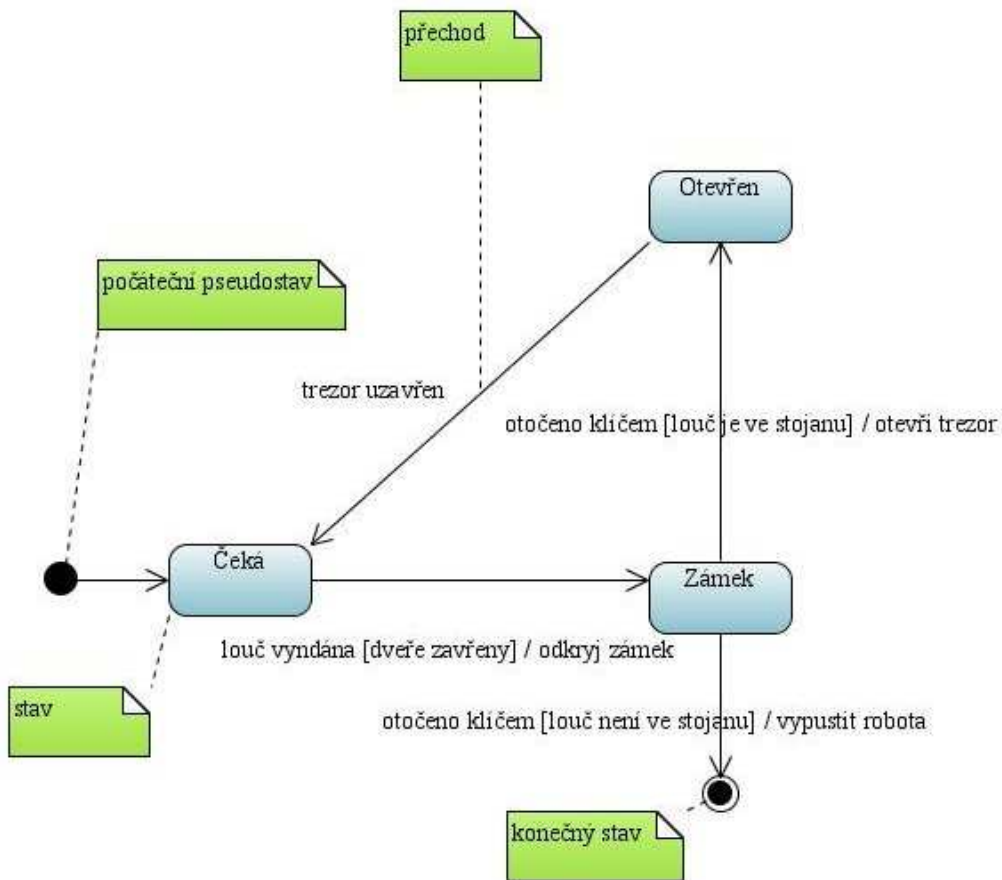 přechod
Otevřen
počáteční pseudostav
trezor uzavřen
otočeno klíčem [louč je ve stojanu] / otevři trezor
Čeká
Zámek
louč vyndána [dveře zavřeny] / odkryj zámek
stav
otočeno klíčem [louč není ve stojanu] / vypustit robota
konečný stav